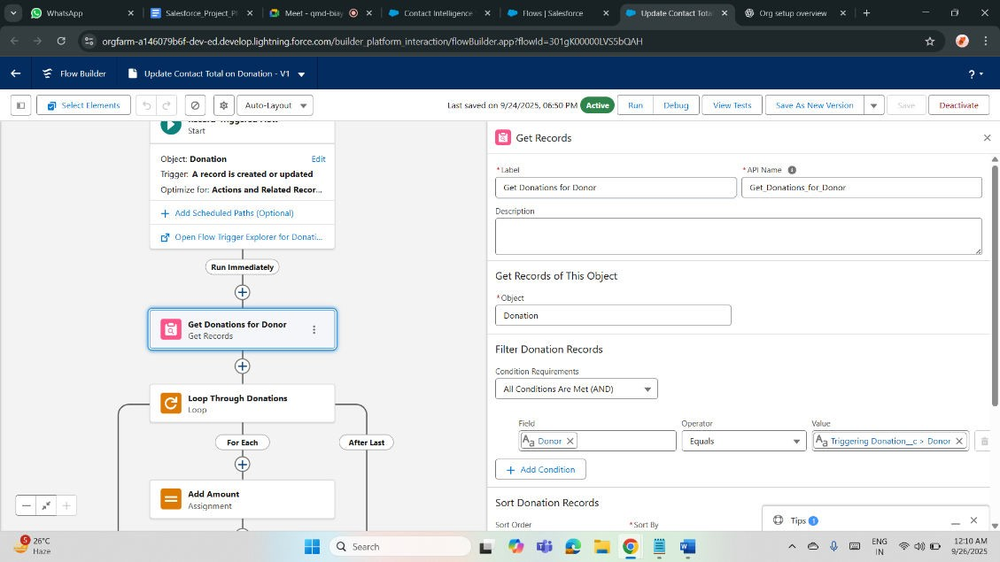 WhatsApp
Salesforce_Project_Pl
Meet - qmd-biay
Contact Intelligence
Flows | Salesforce
Update Contact Total
Org setup overview
orgfarm-a146079b6f-dev-ed.develop.lightning.force.com/builder_platform_interaction/flowBuilder.app?flowId=301gK00000LVS5bQAH
Flow Builder
Update Contact Total on Donation - V1
?
Select Elements
Auto-Layout
Last saved on 9/24/2025, 06:50 PM
Active
Run
Debug
View Tests
Save As New Version
Save
Deactivate
Start
Object: Donation
Edit
Trigger: A record is created or updated
Optimize for: Actions and Related Recor...
Add Scheduled Paths (Optional)
Open Flow Trigger Explorer for Donati...
Run Immediately
Get Donations for Donor
Get Records
Loop Through Donations
Loop
For Each
After Last
Add Amount
Assignment
Get Records
* Label
* API Name
Get Donations for Donor
Get_Donations_for_Donor
Description
Get Records of This Object
* Object
Donation
Filter Donation Records
Condition Requirements
All Conditions Are Met (AND)
Field
Operator
Value
Aa Donor
Equals
Aa Triggering Donation__c > Donor
Add Condition
Sort Donation Records
Sort Order
* Sort By
Tips 1
5
26°C
Haze
Search
ENG
IN
12:10 AM
9/26/2025